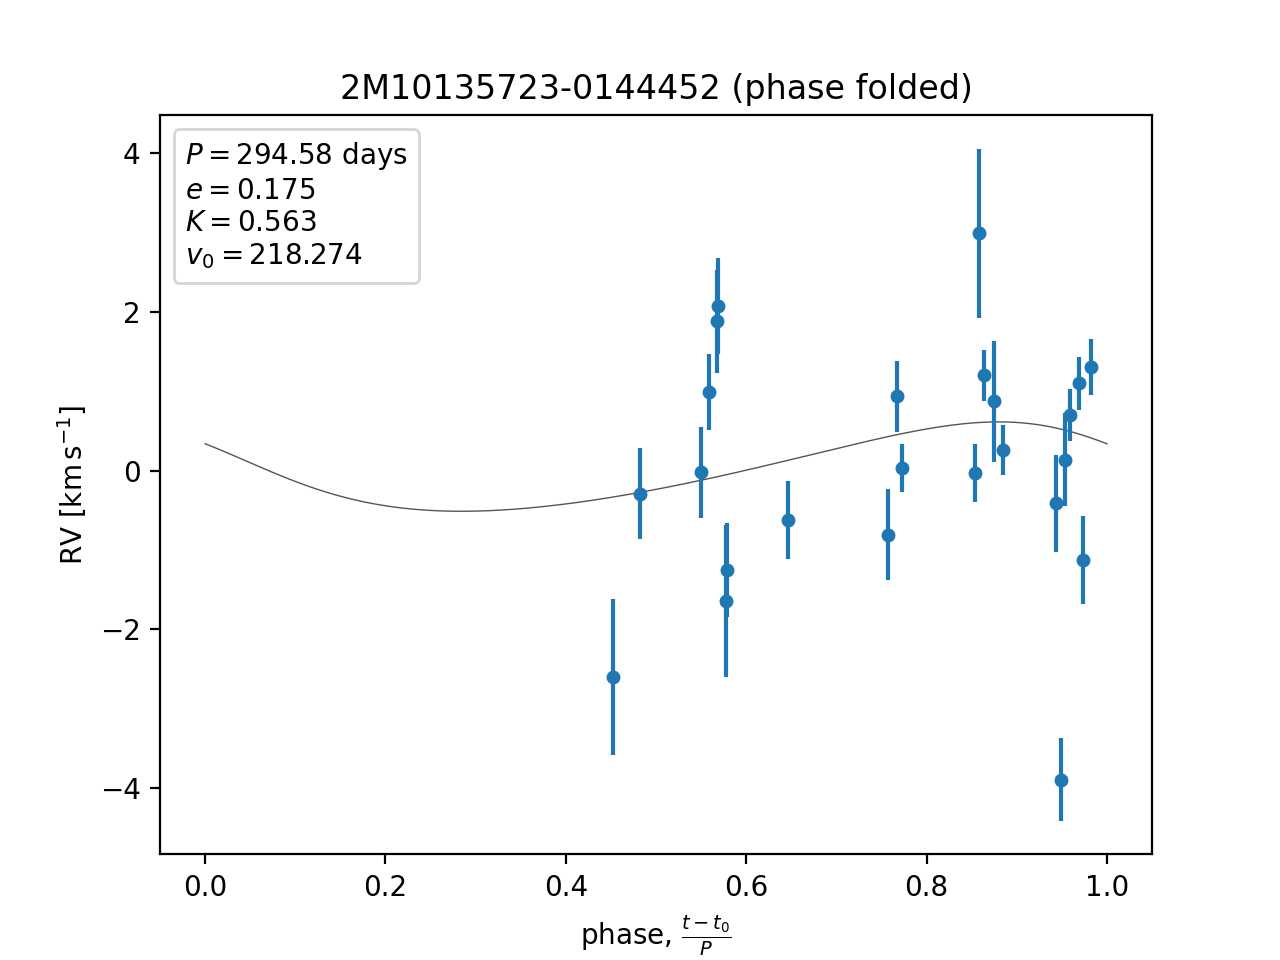 2M10135723-0144452 (phase folded)
P = 294.58 days
e = 0.175
K = 0.563
v₀ = 218.274
4
2
0
−2
−4
RV [km s⁻¹]
0.0 0.2 0.4 0.6 0.8 1.0
phase, (t − t₀)/P